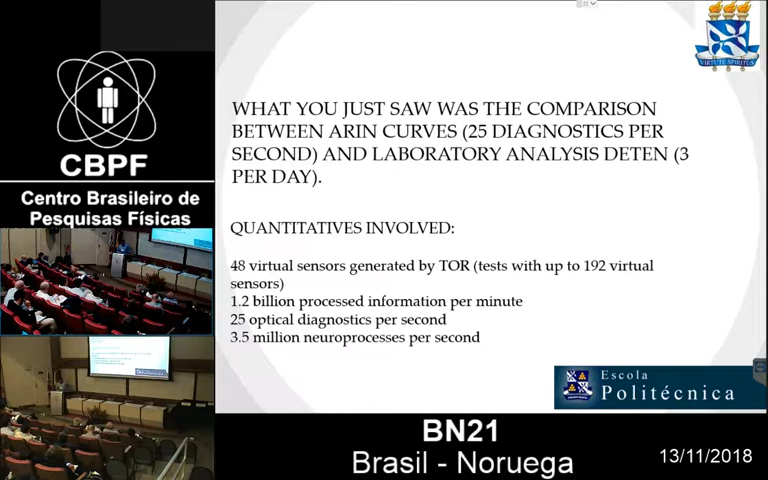 WHAT YOU JUST SAW WAS THE COMPARISON
BETWEEN ARIN CURVES (25 DIAGNOSTICS PER
SECOND) AND LABORATORY ANALYSIS DETEN (3
PER DAY).
QUANTITATIVES INVOLVED:
48 virtual sensors generated by TOR (tests with up to 192 virtual
sensors)
1.2 billion processed information per minute
25 optical diagnostics per second
3.5 million neuroprocesses per second
VIRTUTE SPIRITUS
Escola
Politécnica
CBPF
Centro Brasileiro de
Pesquisas Físicas
BN21
Brasil - Noruega
13/11/2018